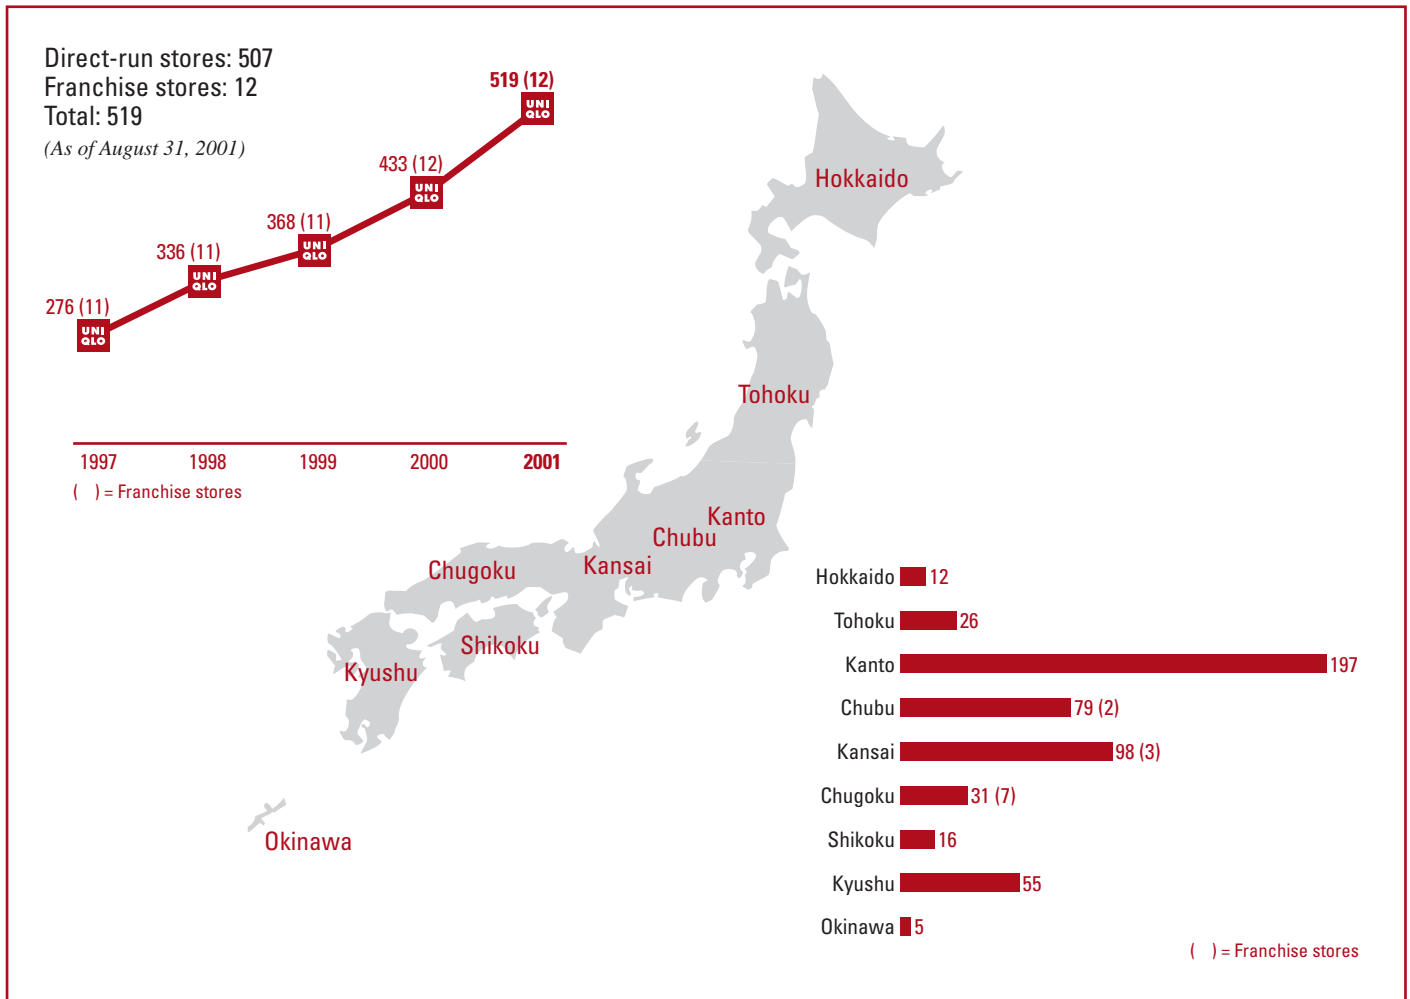 Direct-run stores: 507
Franchise stores: 12
Total: 519
(As of August 31, 2001)
519 (12)
UNI
QLO
433 (12)
UNI
QLO
368 (11)
UNI
QLO
336 (11)
UNI
QLO
276 (11)
UNI
QLO
1997 1998 1999 2000 2001
( ) = Franchise stores
Hokkaido
Tohoku
Kanto
Chubu
Kansai
Chugoku
Shikoku
Kyushu
Okinawa
Hokkaido 12
Tohoku 26
Kanto 197
Chubu 79 (2)
Kansai 98 (3)
Chugoku 31 (7)
Shikoku 16
Kyushu 55
Okinawa 5
( ) = Franchise stores